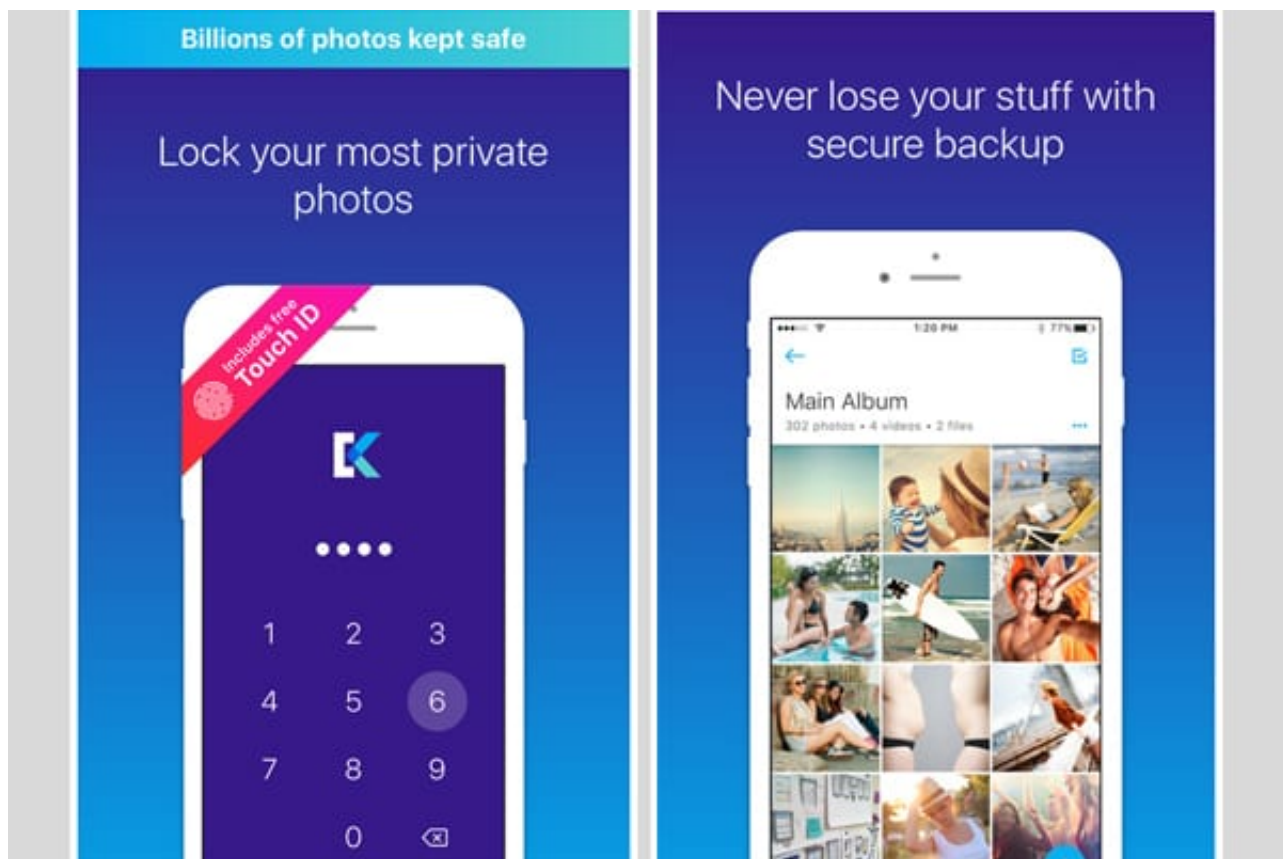 Billions of photos kept safe
Lock your most private
photos
Includes free
Touch ID
1 2 3
4 5 6
7 8 9
0
Never lose your stuff with
secure backup
1:20 PM
77%
Main Album
302 photos • 4 videos • 2 files